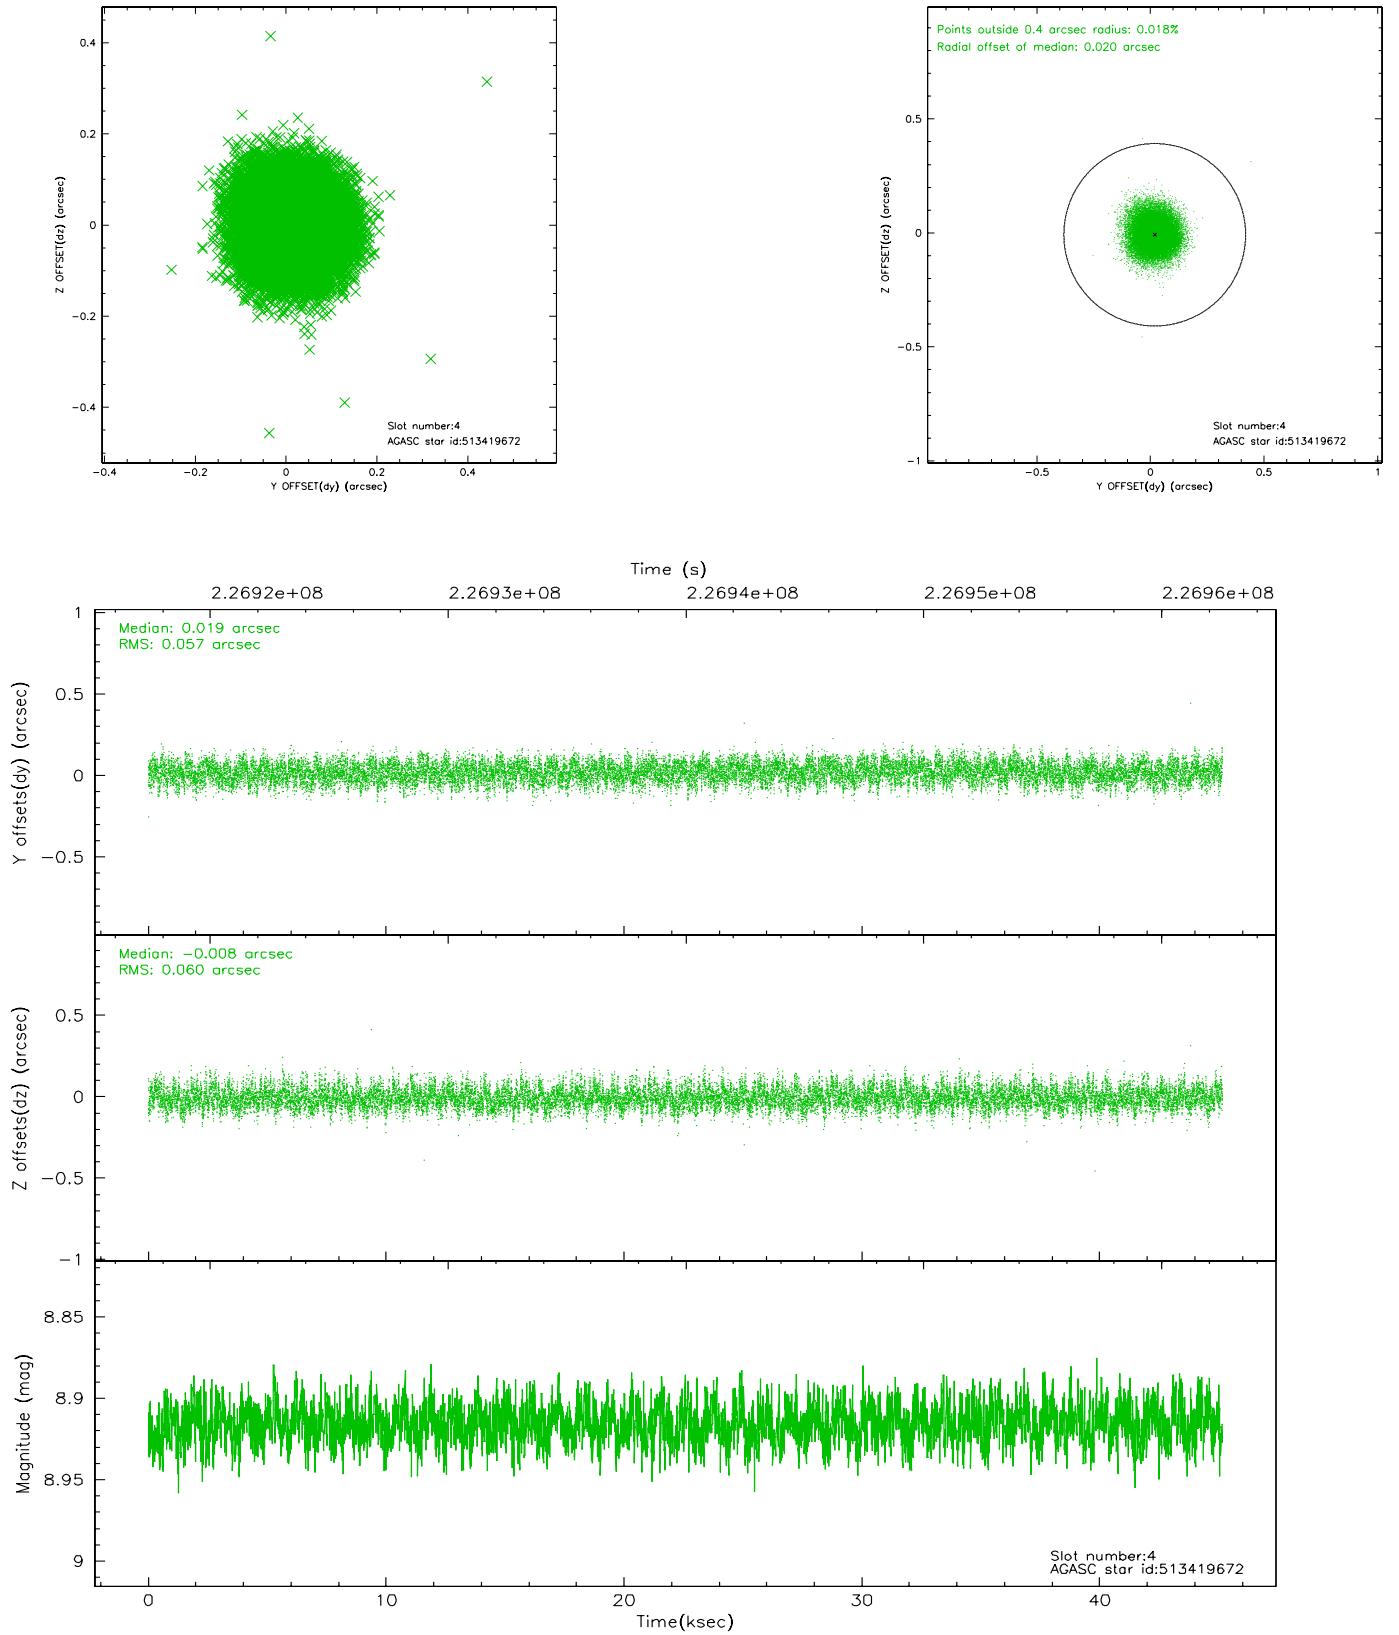 0.4
0.2
0
−0.2
−0.4
−0.4
−0.2
0
0.2
0.4
Z OFFSET(dz) (arcsec)
Y OFFSET(dy) (arcsec)
Slot number:4
AGASC star id:513419672
Points outside 0.4 arcsec radius: 0.018%
Radial offset of median: 0.020 arcsec
0.5
0
−0.5
−1
−0.5
0
0.5
1
Z OFFSET(dz) (arcsec)
Y OFFSET(dy) (arcsec)
Slot number:4
AGASC star id:513419672
Time (s)
2.2692e+08
2.2693e+08
2.2694e+08
2.2695e+08
2.2696e+08
Median: 0.019 arcsec
RMS: 0.057 arcsec
1
0.5
0
−0.5
Y offsets(dy) (arcsec)
Median: −0.008 arcsec
RMS: 0.060 arcsec
0.5
0
−0.5
−1
Z offsets(dz) (arcsec)
8.85
8.9
8.95
9
Magnitude (mag)
Slot number:4
AGASC star id:513419672
0
10
20
30
40
Time(ksec)